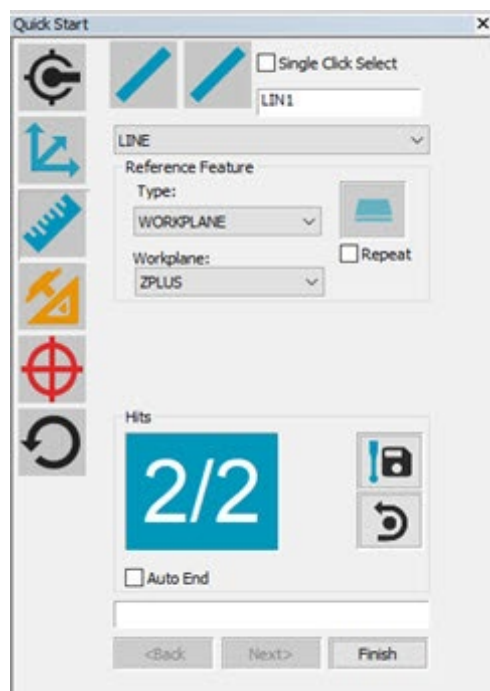 Quick Start
Single Click Select
LIN1
LINE
Reference Feature
Type:
WORKPLANE
Repeat
Workplane:
ZPLUS
Hits
2/2
Auto End
<Back Next> Finish